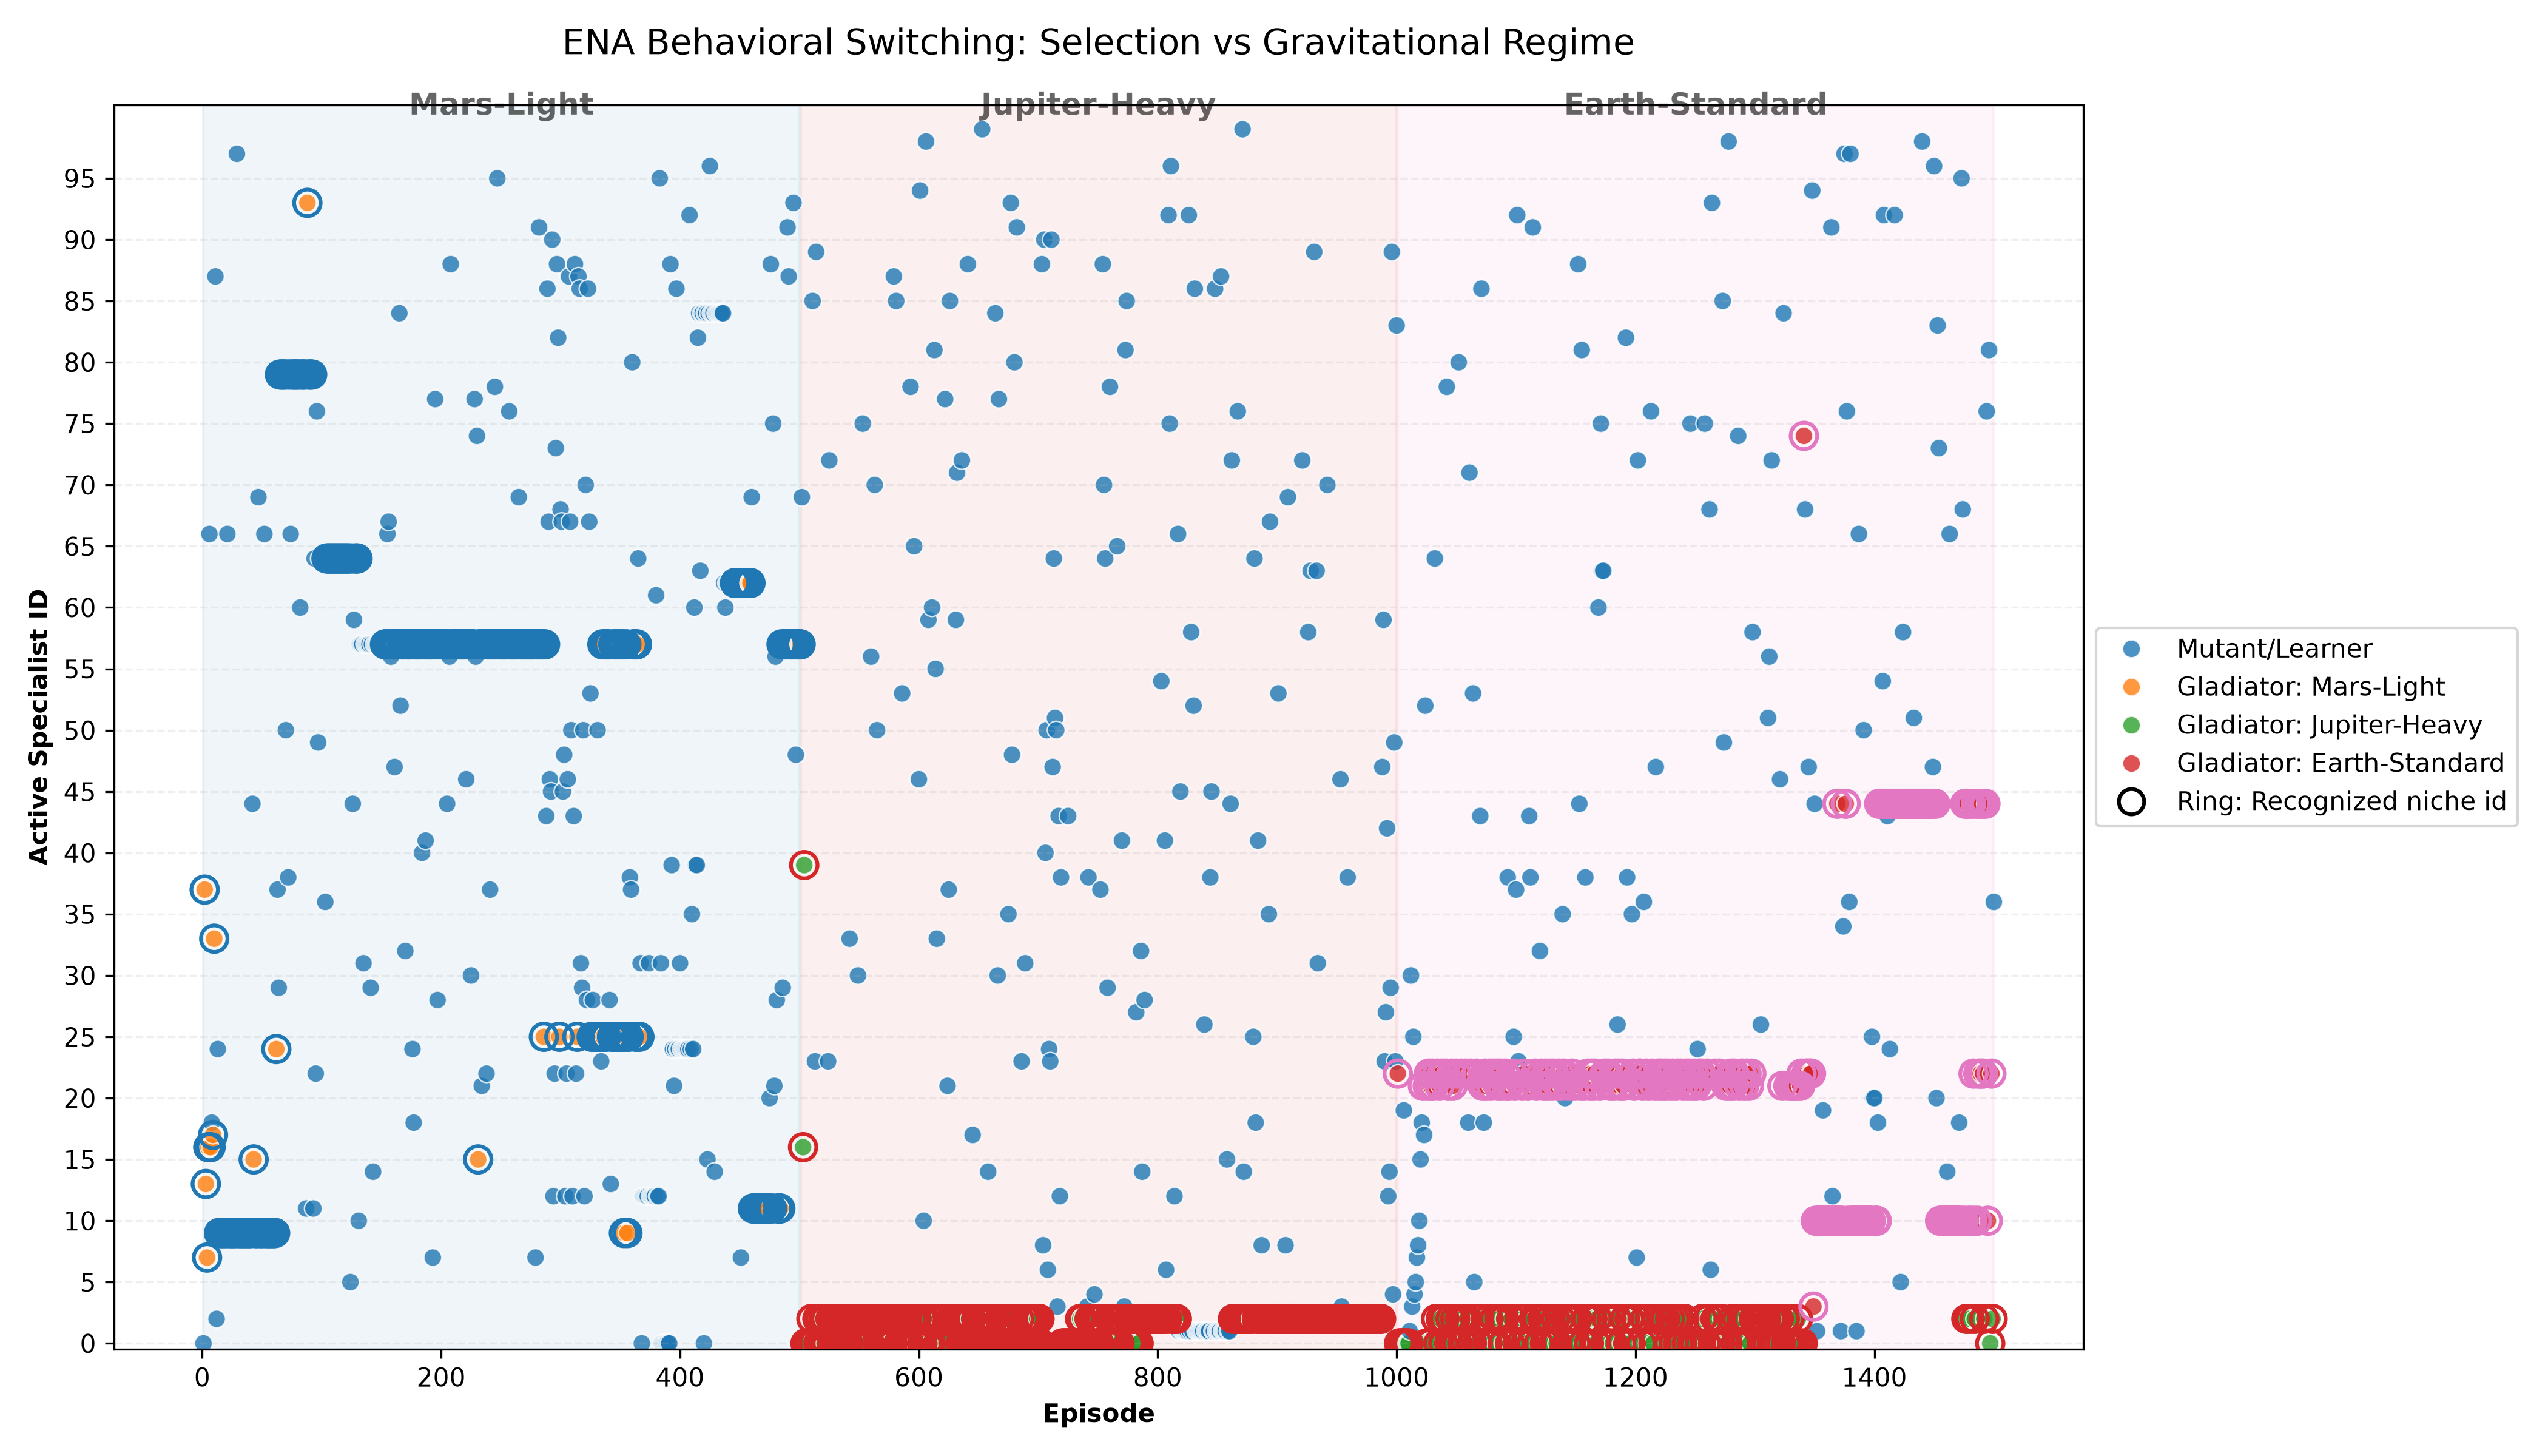 ENA Behavioral Switching: Selection vs Gravitational Regime
Mars-Light
Jupiter-Heavy
Earth-Standard
95
90
85
80
75
70
65
60
55
50
45
40
35
30
25
20
15
10
5
0
Active Specialist ID
0
200
400
600
800
1000
1200
1400
Episode
Mutant/Learner
Gladiator: Mars-Light
Gladiator: Jupiter-Heavy
Gladiator: Earth-Standard
Ring: Recognized niche id